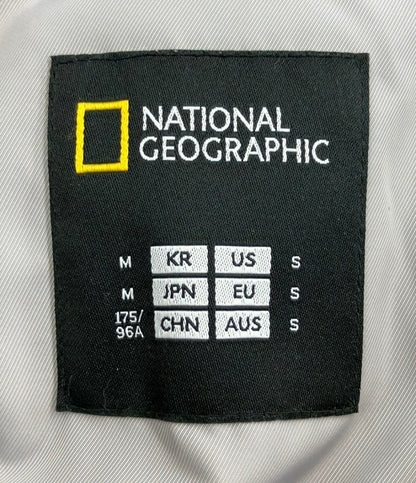 NATIONAL
GEOGRAPHIC
M KR US S
M JPN EU S
175/
96A CHN AUS S